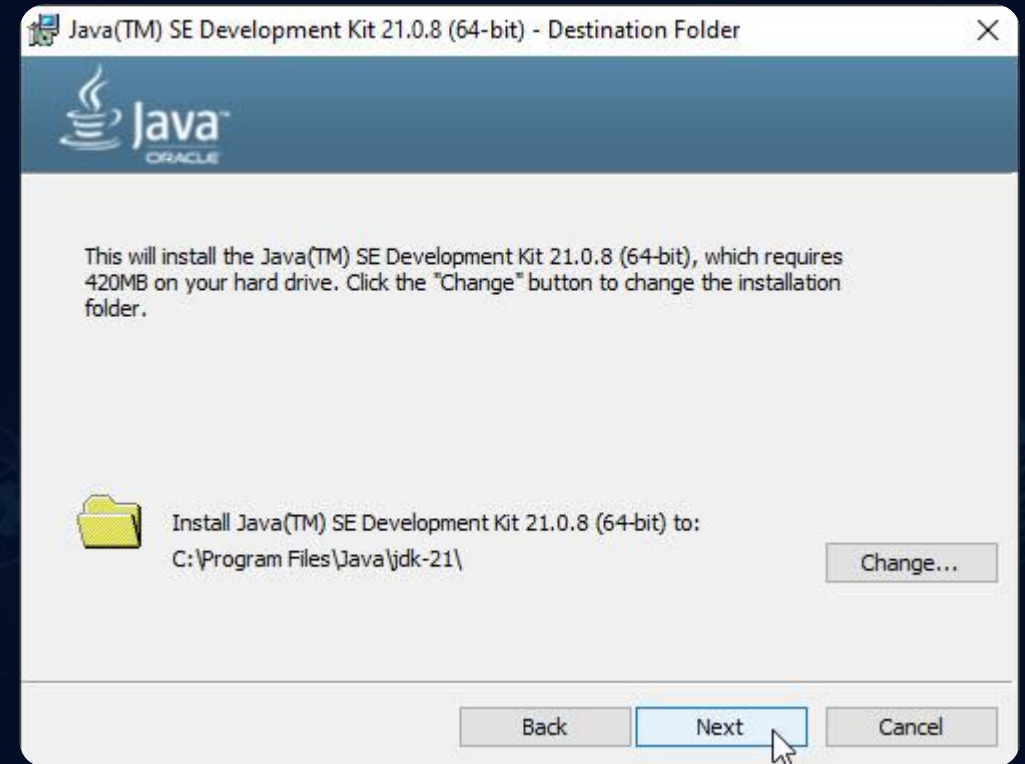 Java(TM) SE Development Kit 21.0.8 (64-bit) - Destination Folder
Java™
ORACLE
This will install the Java(TM) SE Development Kit 21.0.8 (64-bit), which requires
420MB on your hard drive. Click the "Change" button to change the installation
folder.
Install Java(TM) SE Development Kit 21.0.8 (64-bit) to:
C:\Program Files\Java\jdk-21\
Change...
Back
Next
Cancel